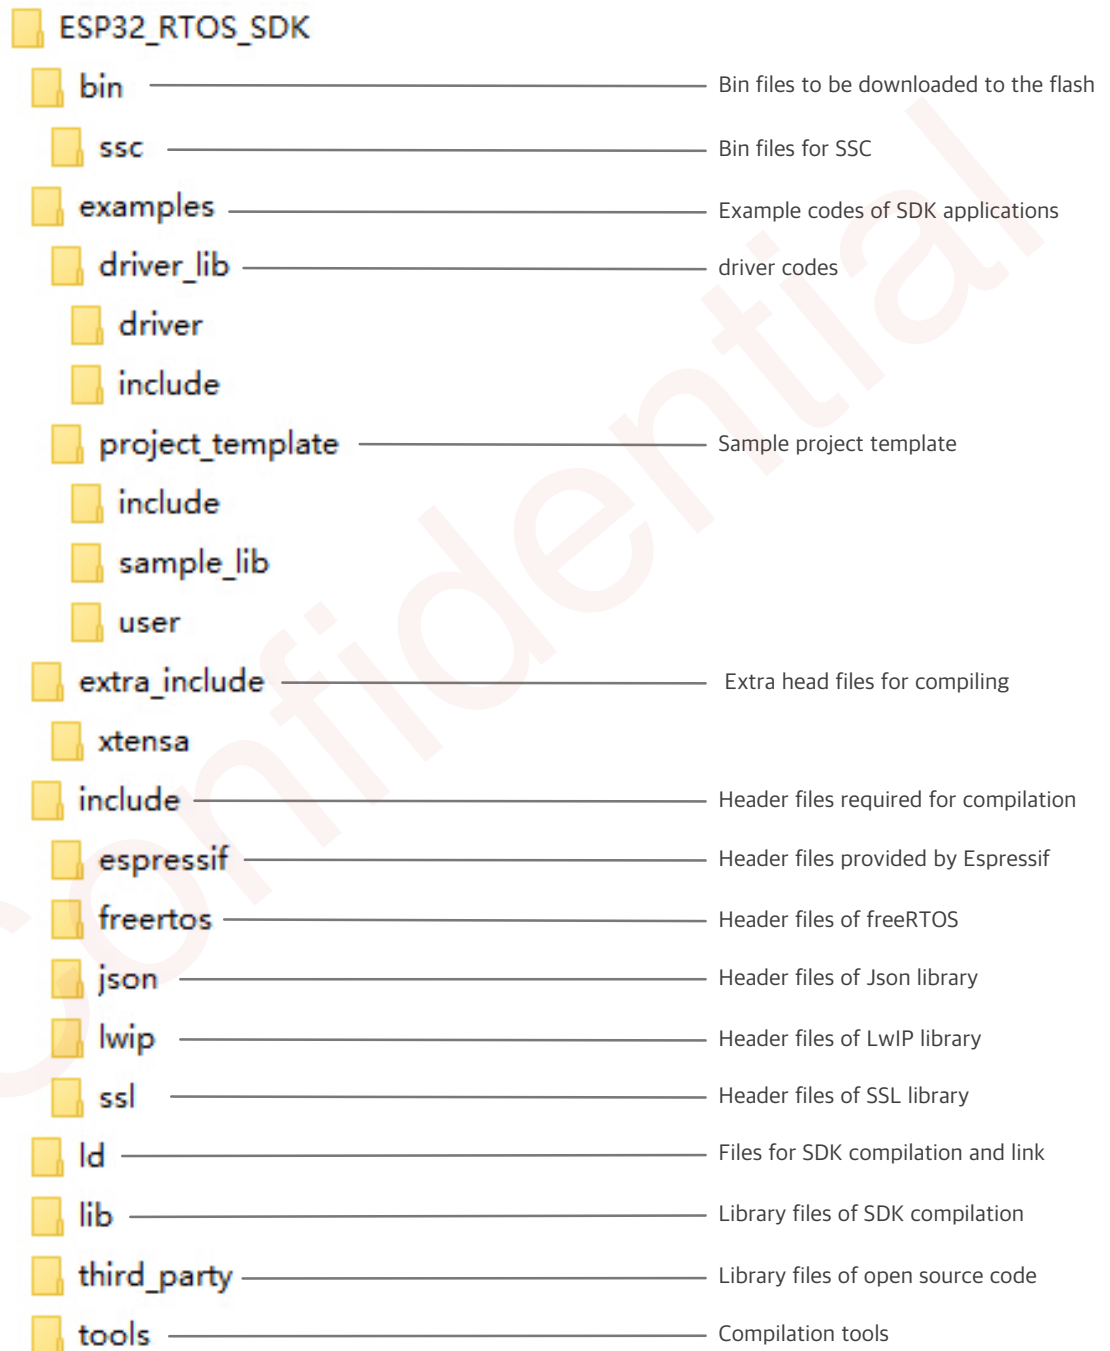 ESP32_RTOS_SDK
bin Bin files to be downloaded to the flash
ssc Bin files for SSC
examples Example codes of SDK applications
driver_lib driver codes
driver
include
project_template Sample project template
include
sample_lib
user
extra_include Extra head files for compiling
xtensa
include Header files required for compilation
espressif Header files provided by Espressif
freertos Header files of freeRTOS
json Header files of Json library
lwip Header files of LwIP library
ssl Header files of SSL library
ld Files for SDK compilation and link
lib Library files of SDK compilation
third_party Library files of open source code
tools Compilation tools
Confidential